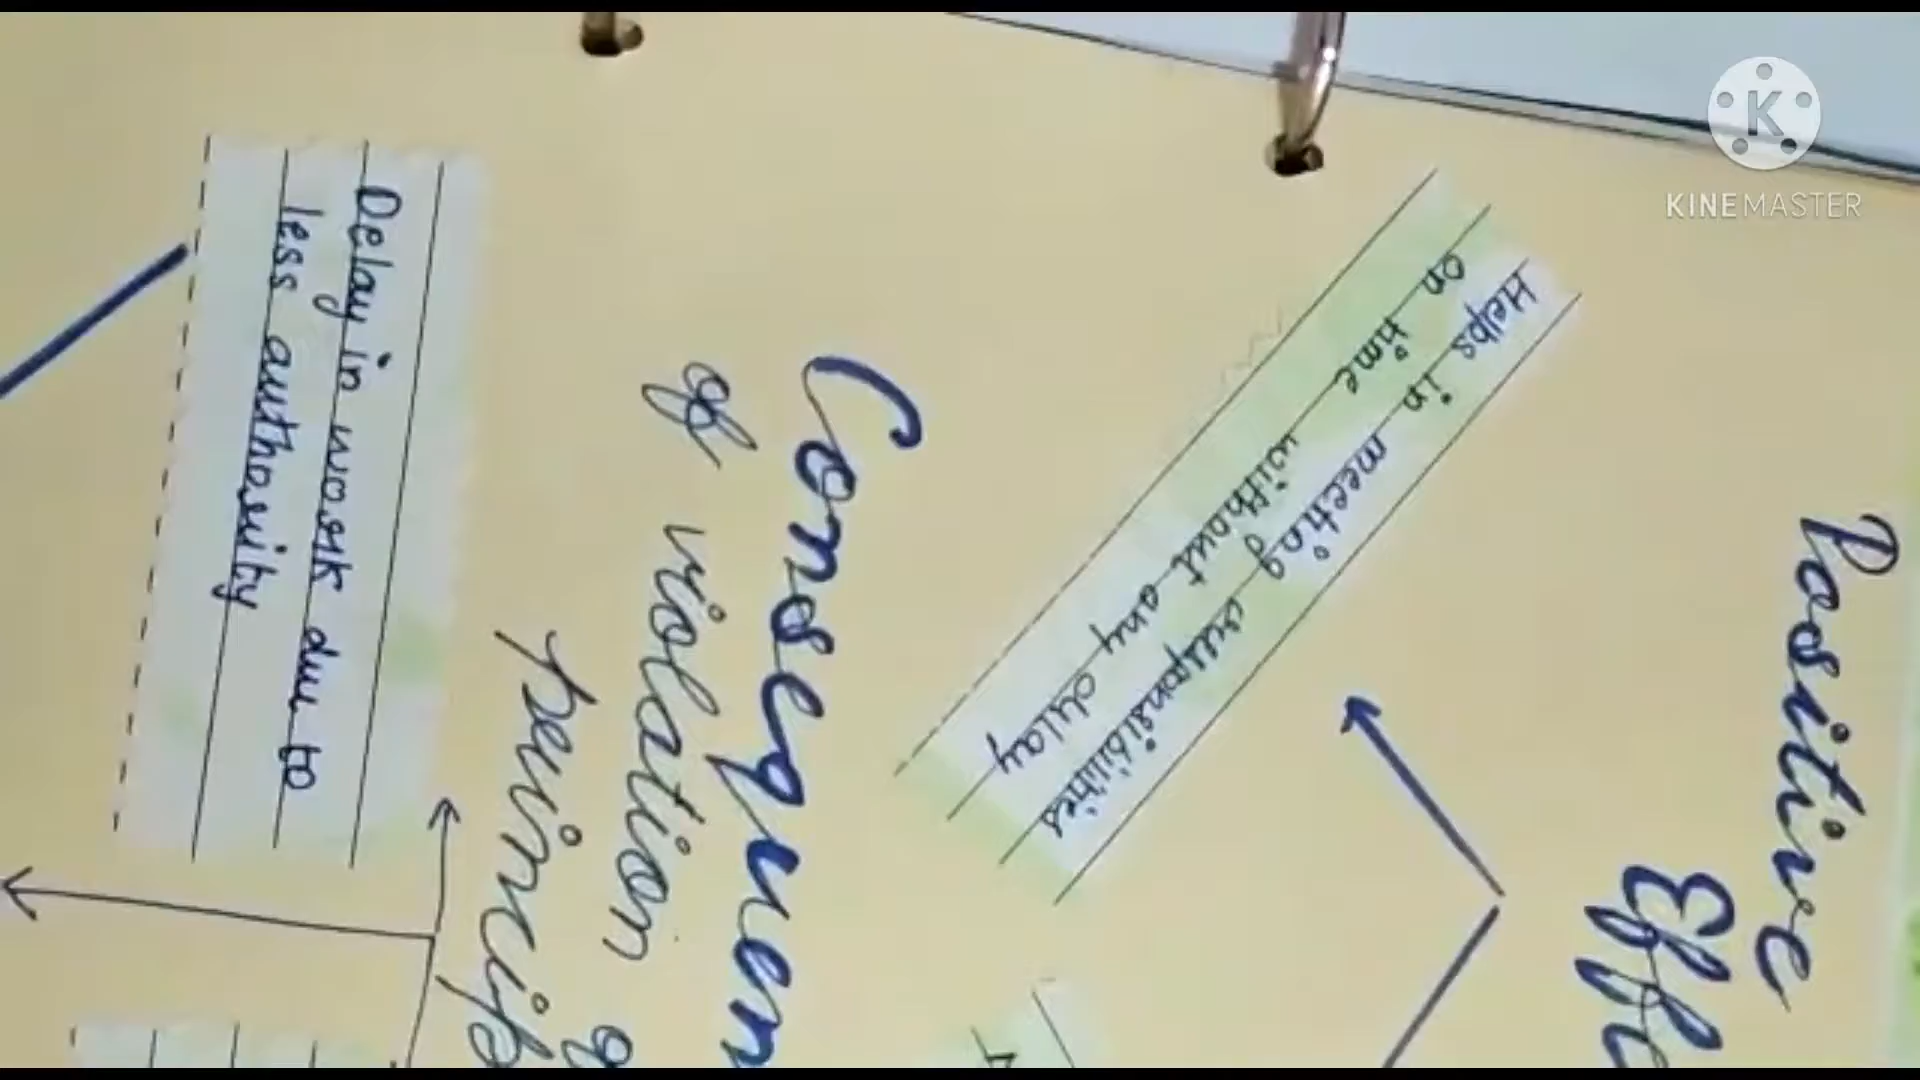 Positive
Effe
Helps in meeting responsibilities
on time without any delay
Consequen
of violation o
principl
Delay in work due to
less authority
KINEMASTER